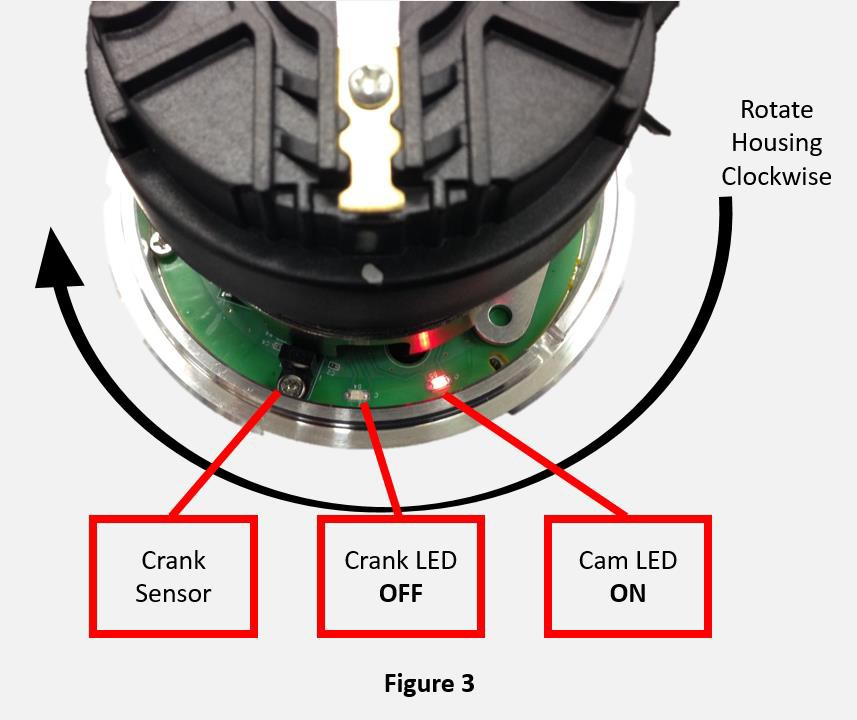 Rotate
Housing
Clockwise
Crank
Sensor
Crank LED
OFF
Cam LED
ON
Figure 3